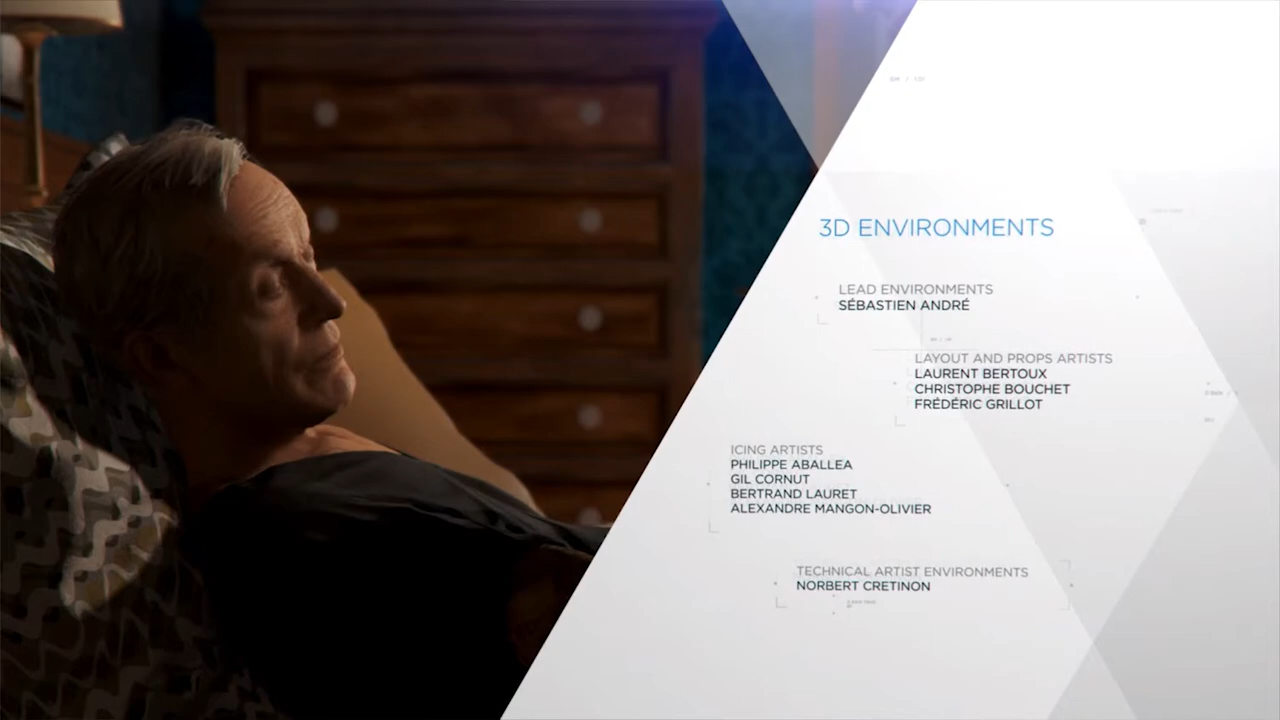 3D ENVIRONMENTS
LEAD ENVIRONMENTS
SÉBASTIEN ANDRÉ
LAYOUT AND PROPS ARTISTS
LAURENT BERTOUX
CHRISTOPHE BOUCHET
FRÉDÉRIC GRILLOT
ICING ARTISTS
PHILIPPE ABALLEA
GIL CORNUT
BERTRAND LAURET
ALEXANDRE MANGON-OLIVIER
TECHNICAL ARTIST ENVIRONMENTS
NORBERT CRETINON